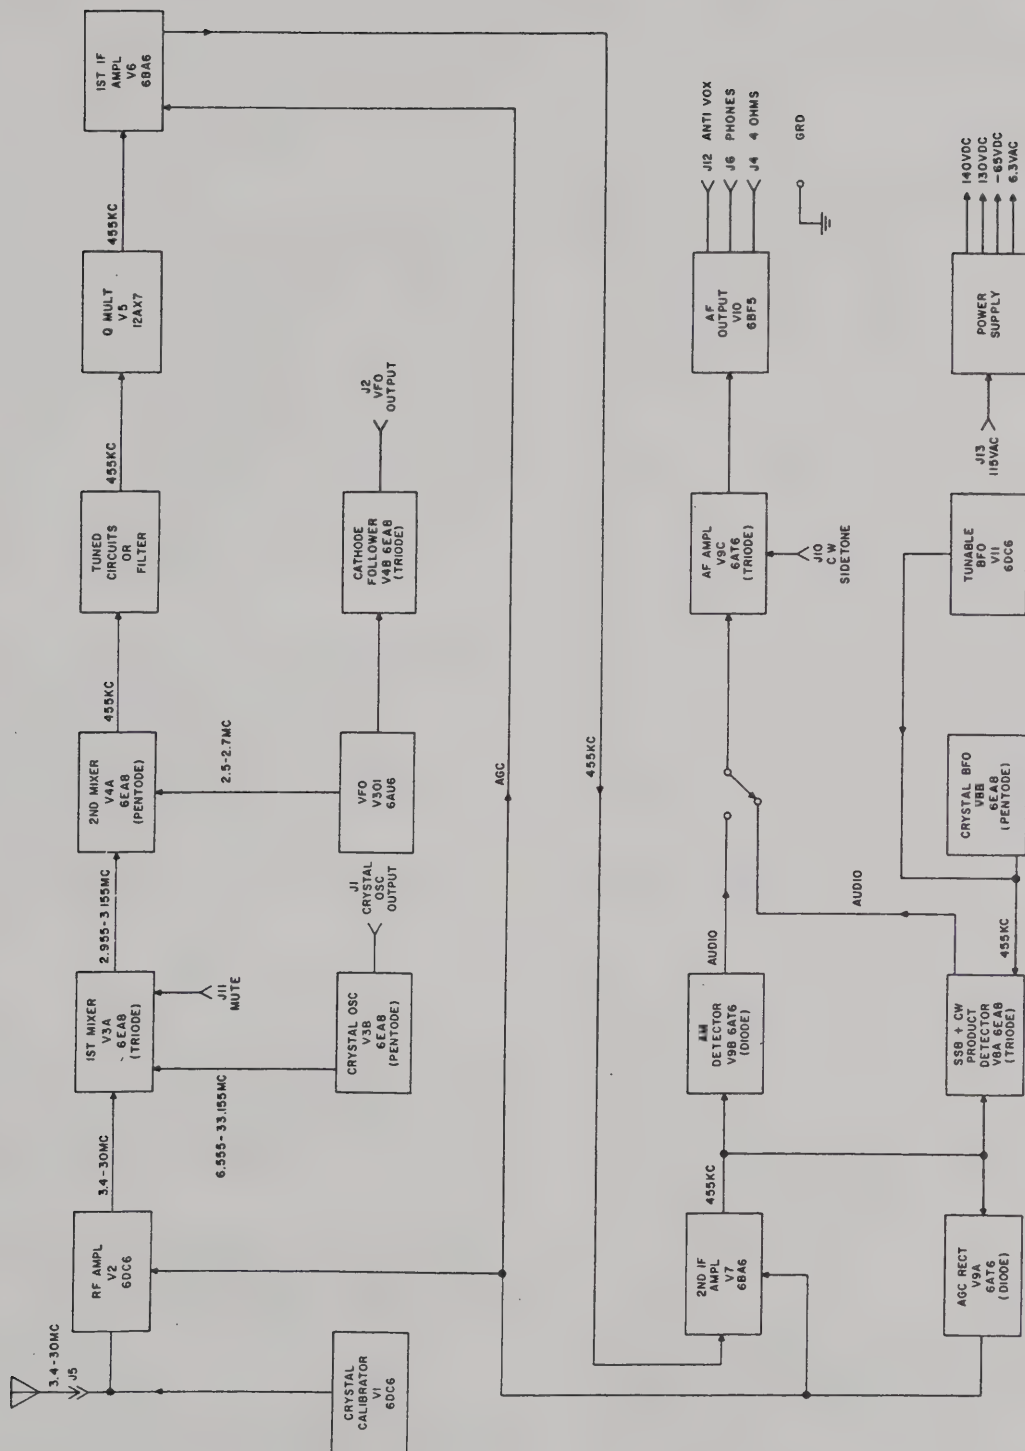 3.4-30MC
J5
RF AMPL
V2
6DC6
CRYSTAL
CALIBRATOR
V1
6DC6
3.4-30MC
6.555-33.155MC
1ST MIXER
V3A
6EA8
(TRIODE)
J11
MUTE
CRYSTAL OSC
V3B
6EA8
(PENTODE)
J1
CRYSTAL
OSC
OUTPUT
2.955-3.155MC
2ND MIXER
V4A
6EA8
(PENTODE)
2.5-2.7MC
VFO
V301
6AU6
455KC
TUNED
CIRCUITS
OR
FILTER
CATHODE
FOLLOWER
V4B 6EA8
(TRIODE)
J2
VFO
OUTPUT
455KC
Q MULT
V5
12AX7
455KC
1ST IF
AMPL
V6
6BA6
AGC
455KC
2ND IF
AMPL
V7
6BA6
455KC
AM
DETECTOR
V9B 6AT6
(DIODE)
AUDIO
AF AMPL
V9C
6AT6
(TRIODE)
J10
CW
SIDETONE
AF
OUTPUT
V10
6BF5
J12 ANTI VOX
J6 PHONES
J4 4 OHMS
GRD
AGC RECT
V9A
6AT6
(DIODE)
SSB + CW
PRODUCT
DETECTOR
V8A 6EA8
(TRIODE)
AUDIO
455KC
CRYSTAL BFO
V8B
6EA8
(PENTODE)
TUNABLE
BFO
V11
6DC6
J13
115VAC
POWER
SUPPLY
140VDC
130VDC
-65VDC
6.3VAC